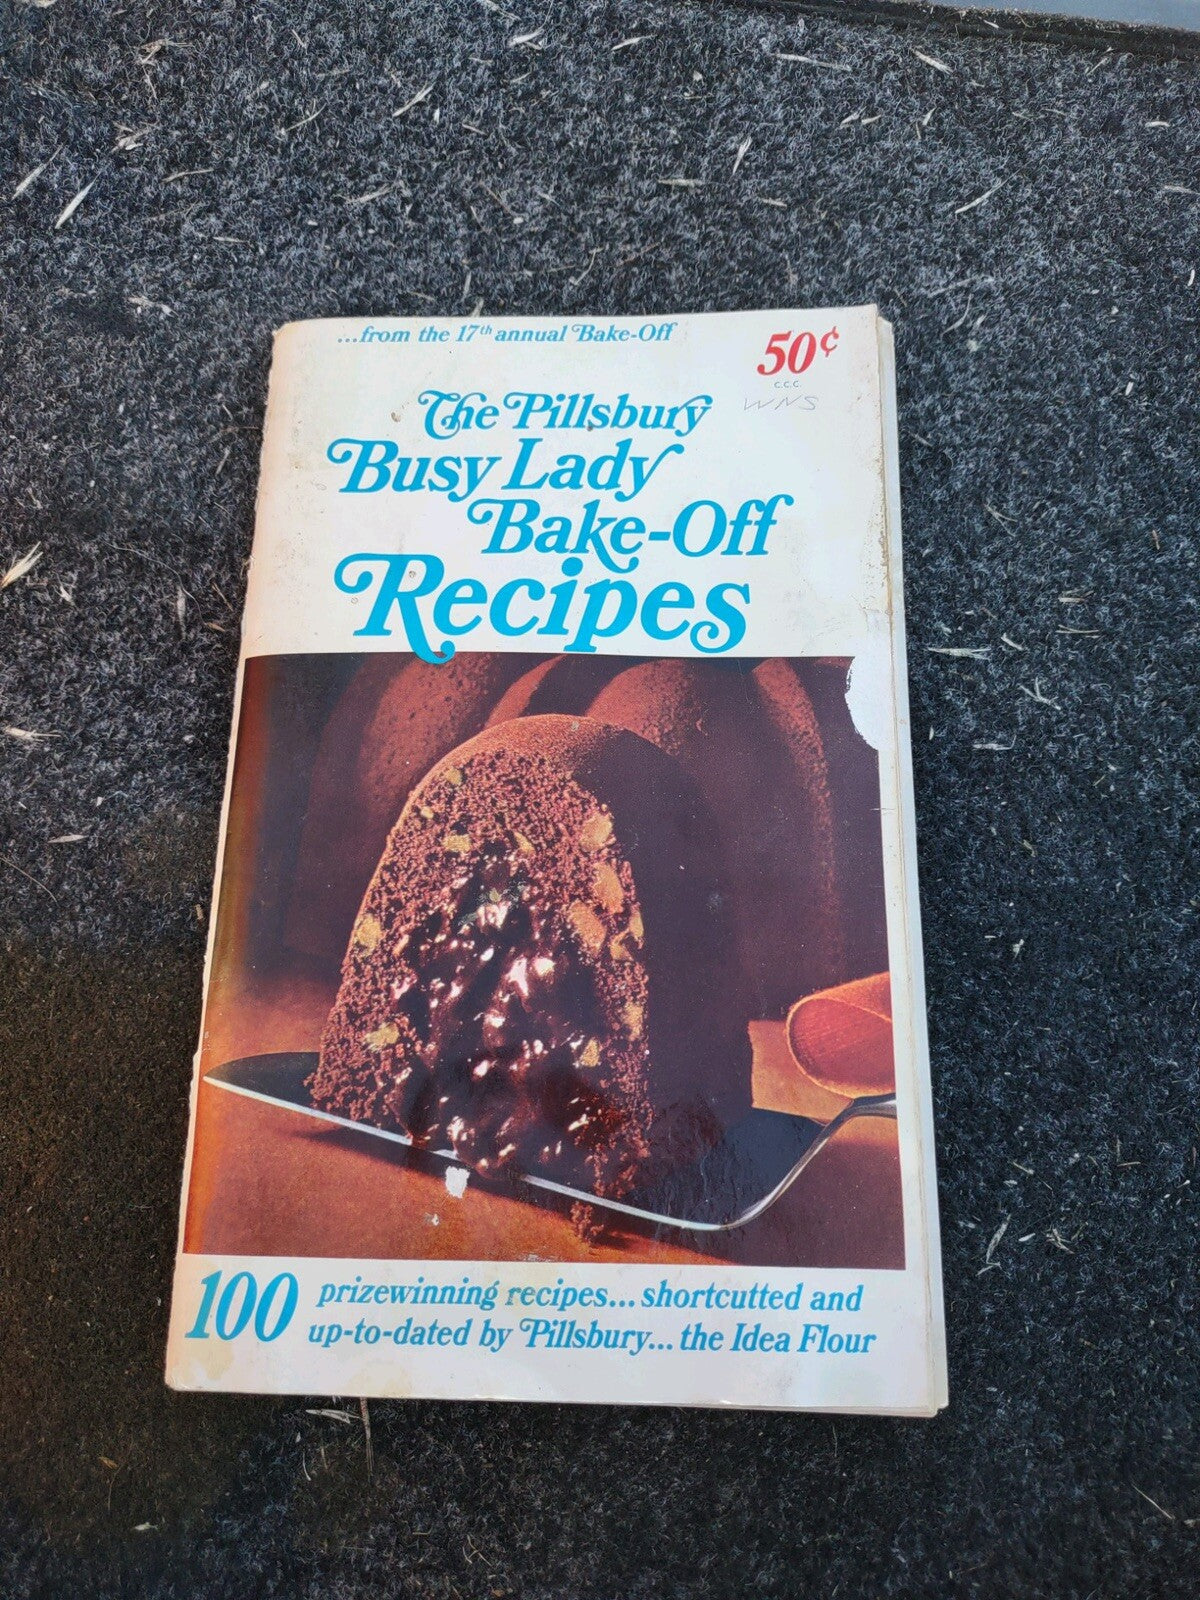 ...from the 17th annual Bake-Off
50¢
C.C.C.
WNS
The Pillsbury
Busy Lady
Bake-Off
Recipes
100 prizewinning recipes... shortcutted and
up-to-dated by Pillsbury... the Idea Flour